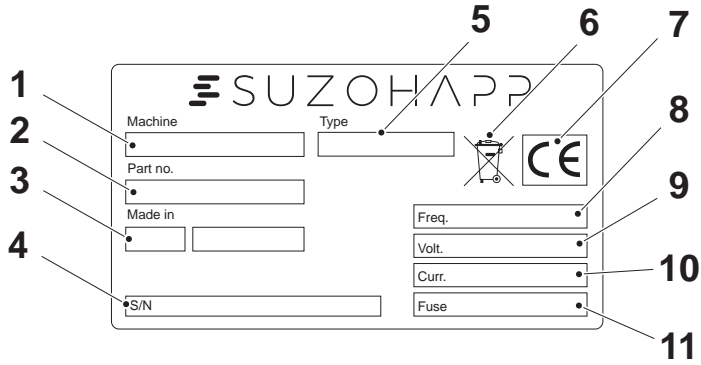 5 6 7
SUZOHAPP
1 Machine Type 8
2 Part no.
3 Made in Freq. 9
4 Volt.
Curr. 10
S/N Fuse
11
CE